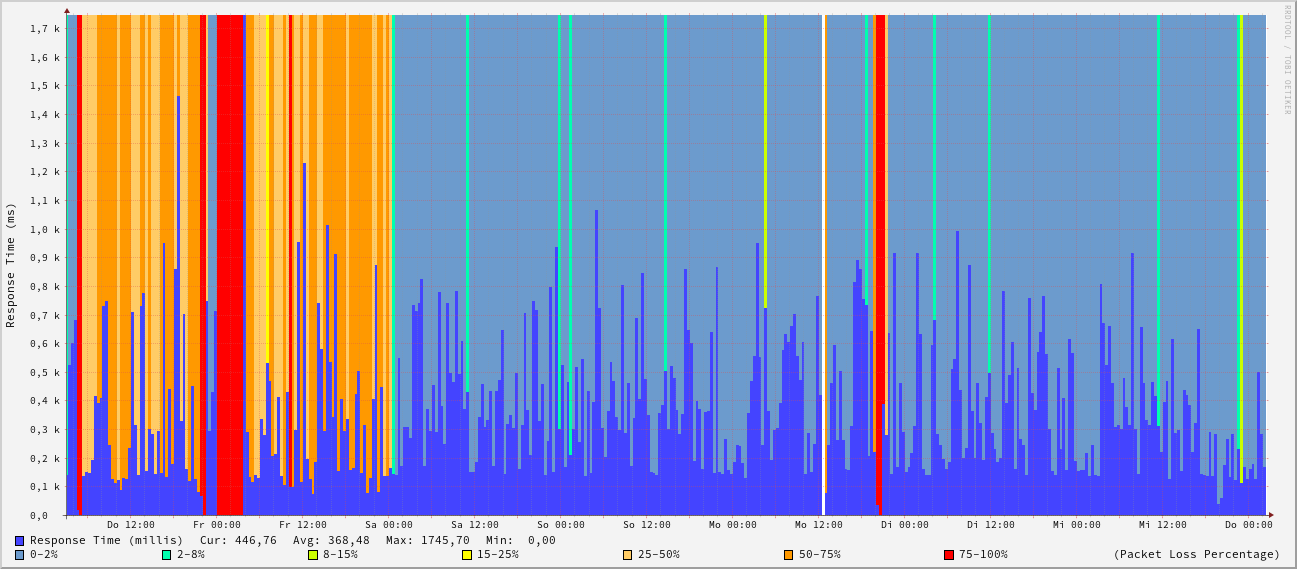 RRDTOOL / TOBI OETIKER
Response Time (ms)
1,7 k
1,6 k
1,5 k
1,4 k
1,3 k
1,2 k
1,1 k
1,0 k
0,9 k
0,8 k
0,7 k
0,6 k
0,5 k
0,4 k
0,3 k
0,2 k
0,1 k
0,0
Do 12:00 Fr 00:00 Fr 12:00 Sa 00:00 Sa 12:00 So 00:00 So 12:00 Mo 00:00 Mo 12:00 Di 00:00 Di 12:00 Mi 00:00 Mi 12:00 Do 00:00
Response Time (millis) Cur: 446,76 Avg: 368,48 Max: 1745,70 Min: 0,00
0-2% 2-8% 8-15% 15-25% 25-50% 50-75% 75-100% (Packet Loss Percentage)